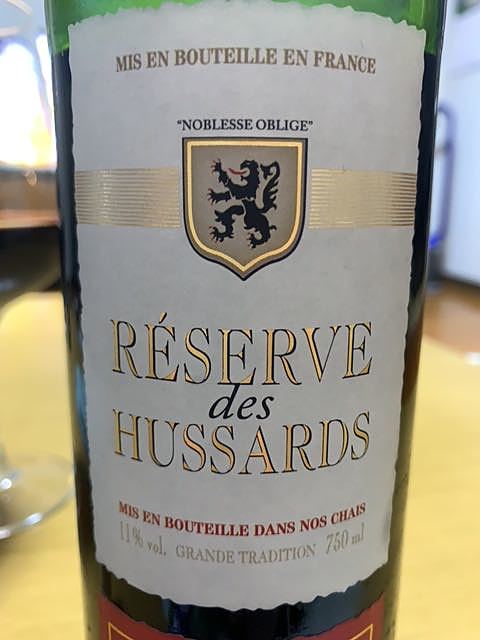 MIS EN BOUTEILLE EN FRANCE
"NOBLESSE OBLIGE"
RÉSERVE
des
HUSSARDS
MIS EN BOUTEILLE DANS NOS CHAIS
11% vol. GRANDE TRADITION 750 ml